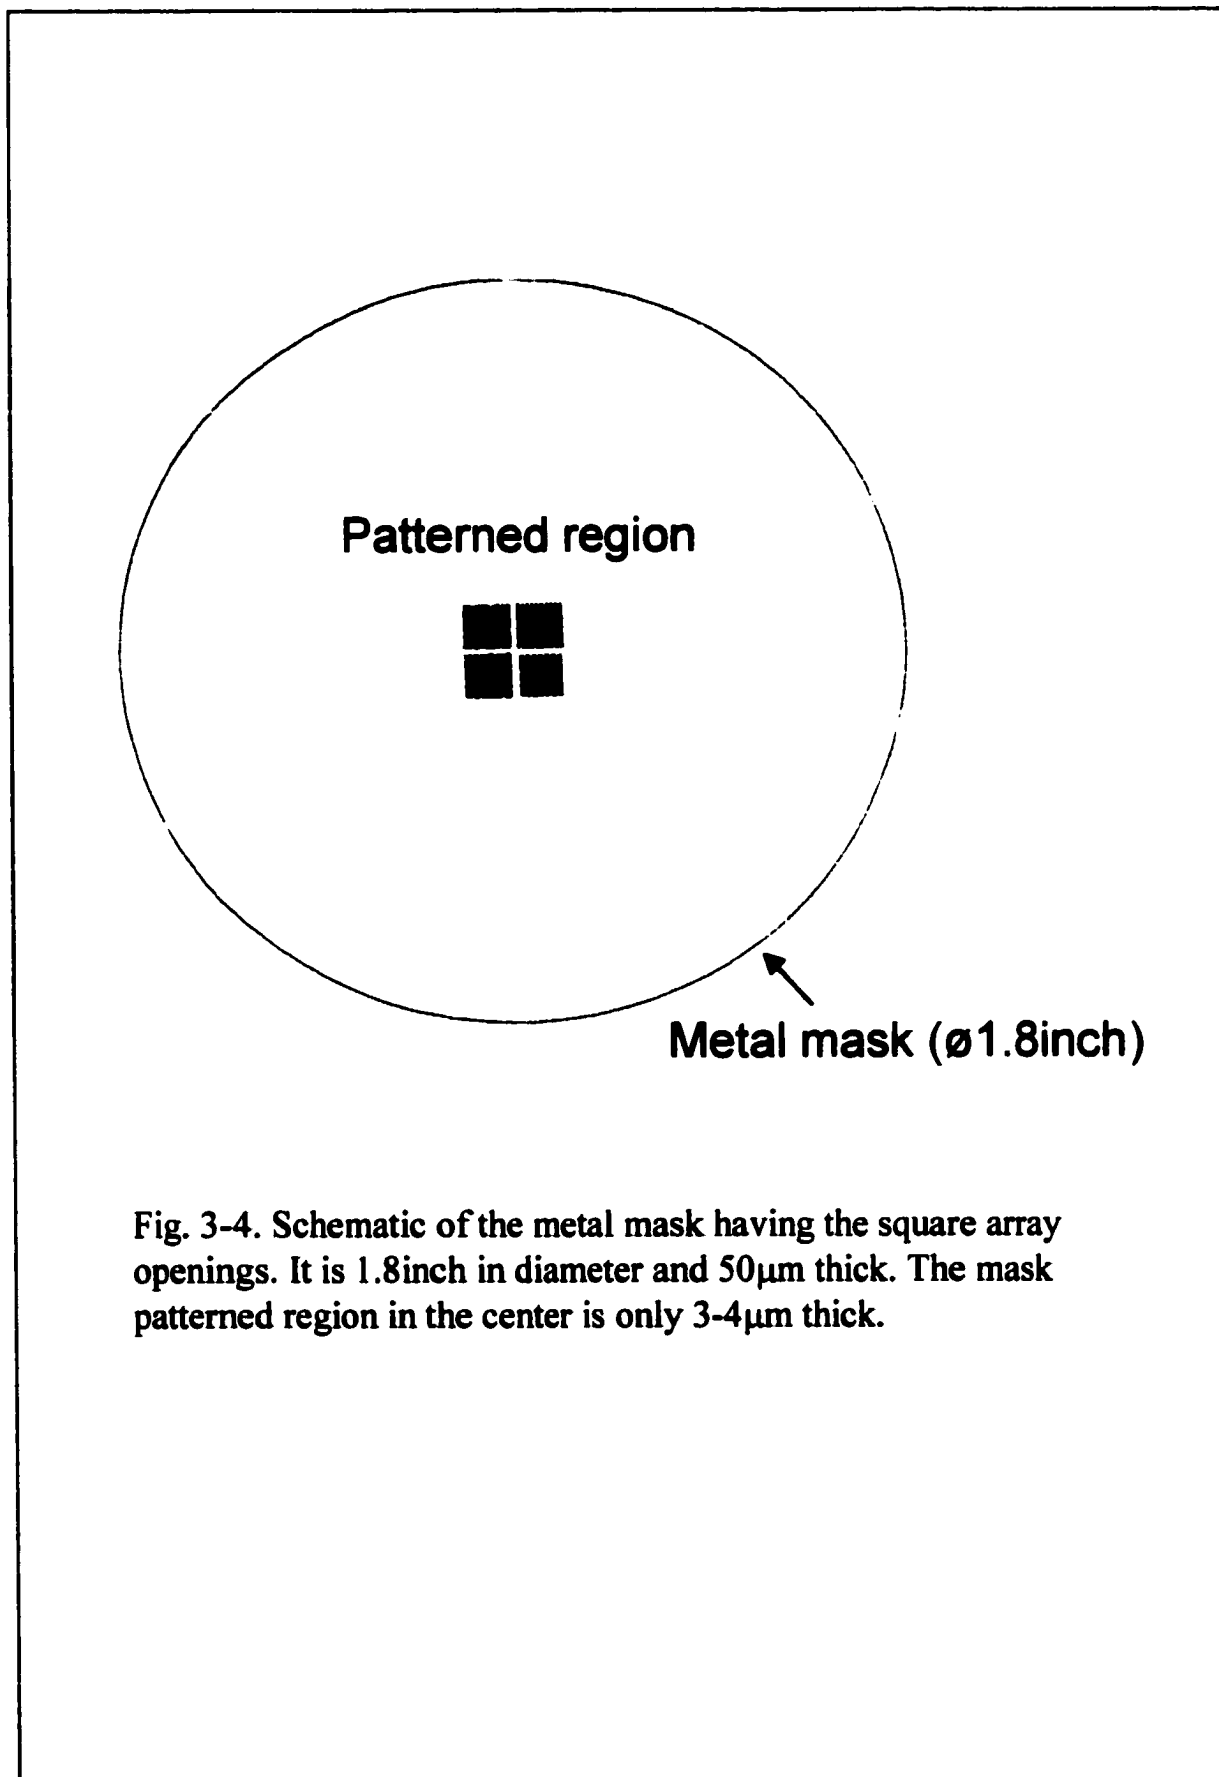 Patterned region
Metal mask (ø1.8inch)
Fig. 3-4. Schematic of the metal mask having the square array
openings. It is 1.8inch in diameter and 50μm thick. The mask
patterned region in the center is only 3-4μm thick.